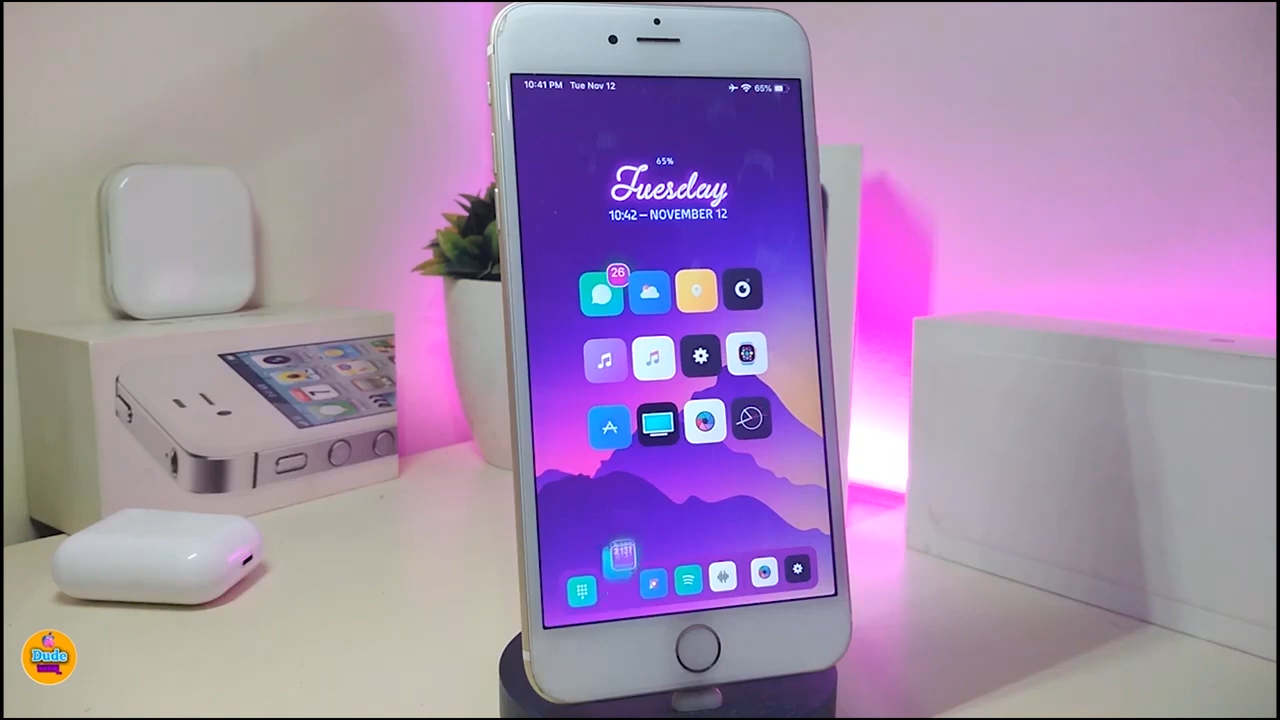 10:41 PM Tue Nov 12
65%
65%
Tuesday
10:42 — NOVEMBER 12
26
Dude